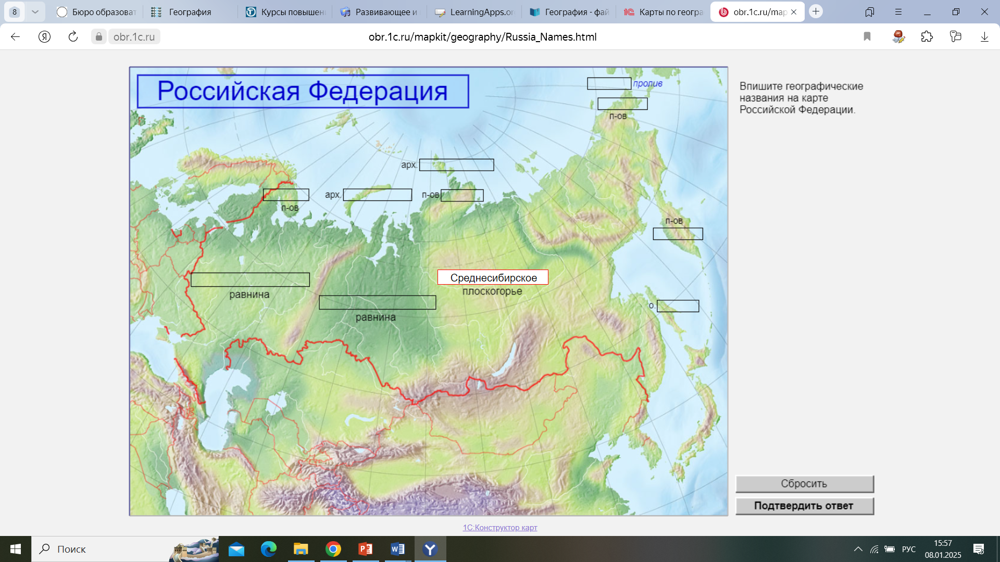 8
Бюро образоват
География
Курсы повышен
Развивающее и
LearningApps.or
География - фай
Карты по геогра
obr.1c.ru/map
obr.1c.ru
obr.1c.ru/mapkit/geography/Russia_Names.html
Российская Федерация
пролив
п-ов
арх.
п-ов
арх.
п-ов
п-ов
равнина
равнина
Среднесибирское
плоскогорье
о.
Впишите географические
названия на карте
Российской Федерации.
Сбросить
Подтвердить ответ
1С:Конструктор карт
Поиск
РУС
15:57
08.01.2025